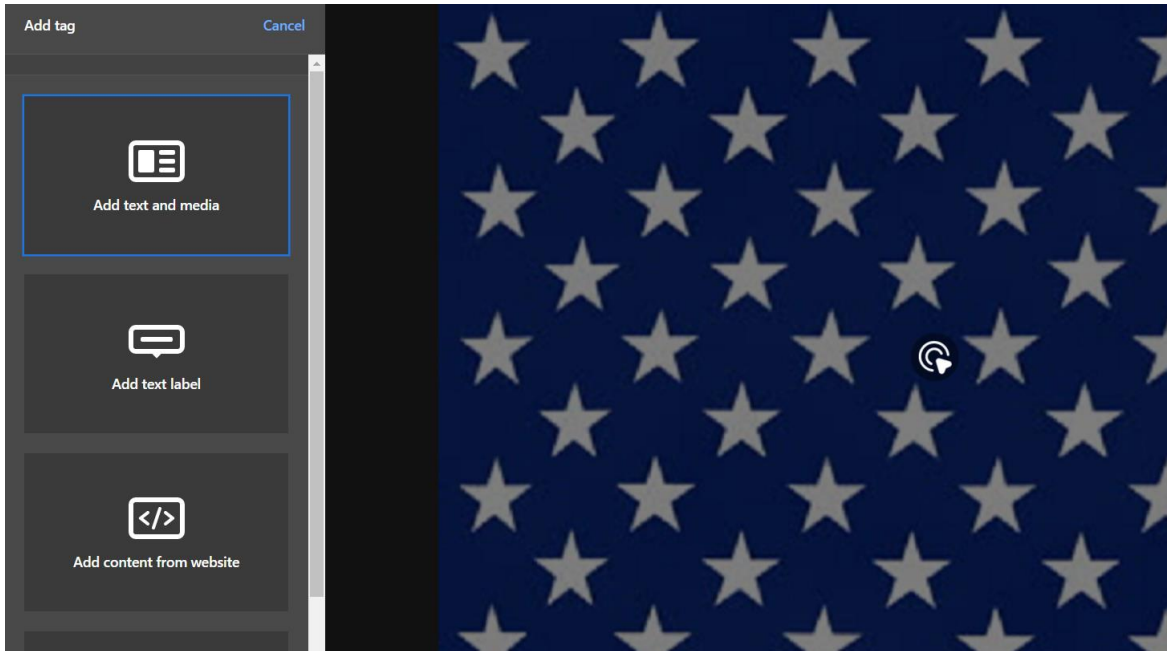 Add tag
Cancel
Add text and media
Add text label
</>
Add content from website